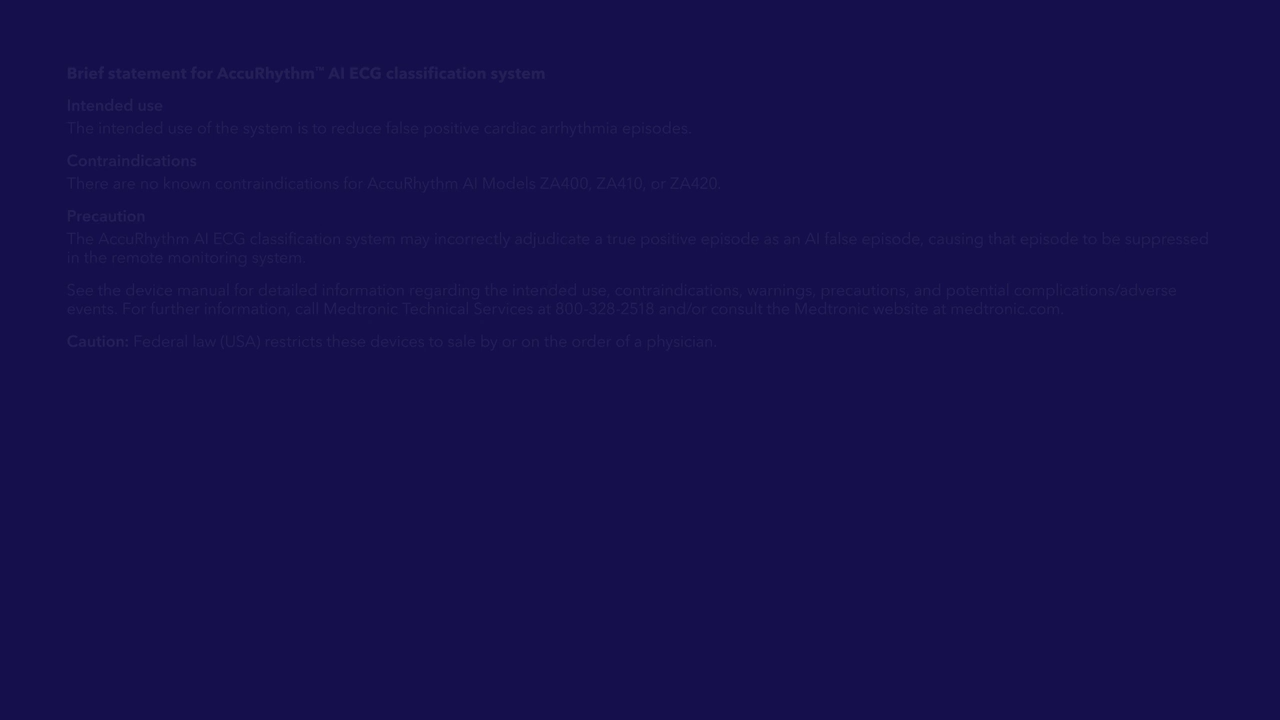 Brief statement for AccuRhythm™ AI ECG classification system
Intended use
The intended use of the system is to reduce false positive cardiac arrhythmia episodes.
Contraindications
There are no known contraindications for AccuRhythm AI Models ZA400, ZA410, or ZA420.
Precaution
The AccuRhythm AI ECG classification system may incorrectly adjudicate a true positive episode as an AI false episode, causing that episode to be suppressed
in the remote monitoring system.
See the device manual for detailed information regarding the intended use, contraindications, warnings, precautions, and potential complications/adverse
events. For further information, call Medtronic Technical Services at 800-328-2518 and/or consult the Medtronic website at medtronic.com.
Caution: Federal law (USA) restricts these devices to sale by or on the order of a physician.